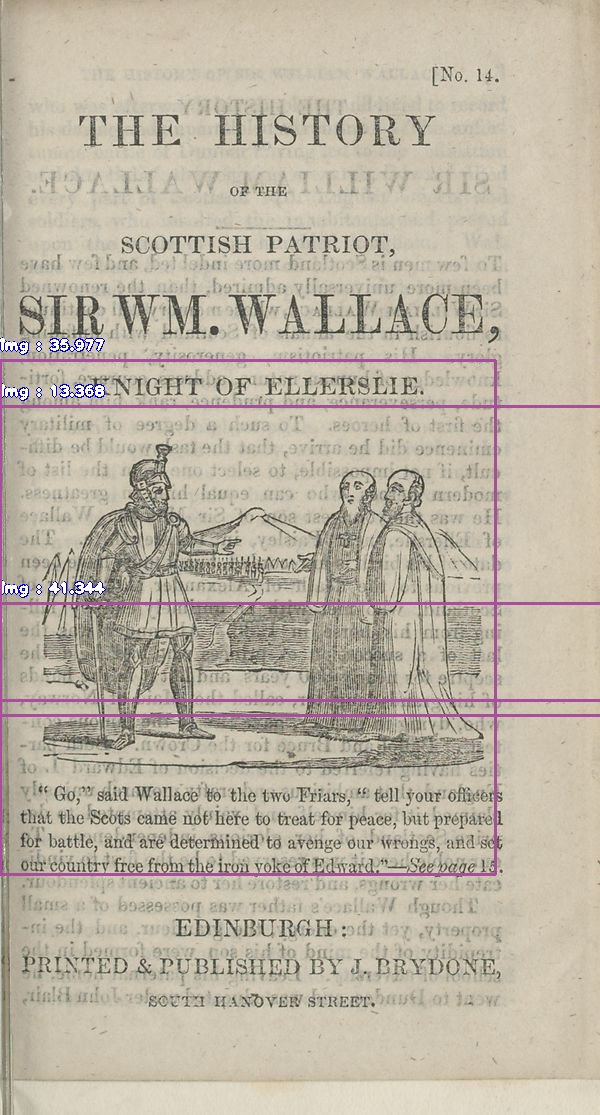 [No. 14.
THE HISTORY
OF THE
SCOTTISH PATRIOT,
SIR WM. WALLACE,
Img : 35.977
KNIGHT OF ELLERSLIE.
Img : 13.368
Img : 41.344
“ Go,” said Wallace to the two Friars, “ tell your officers
that the Scots came not here to treat for peace, but prepared
for battle, and are determined to avenge our wrongs, and set
our country free from the iron yoke of Edward.”—See page 15.
EDINBURGH :
PRINTED & PUBLISHED BY J. BRYDONE,
SOUTH HANOVER STREET.